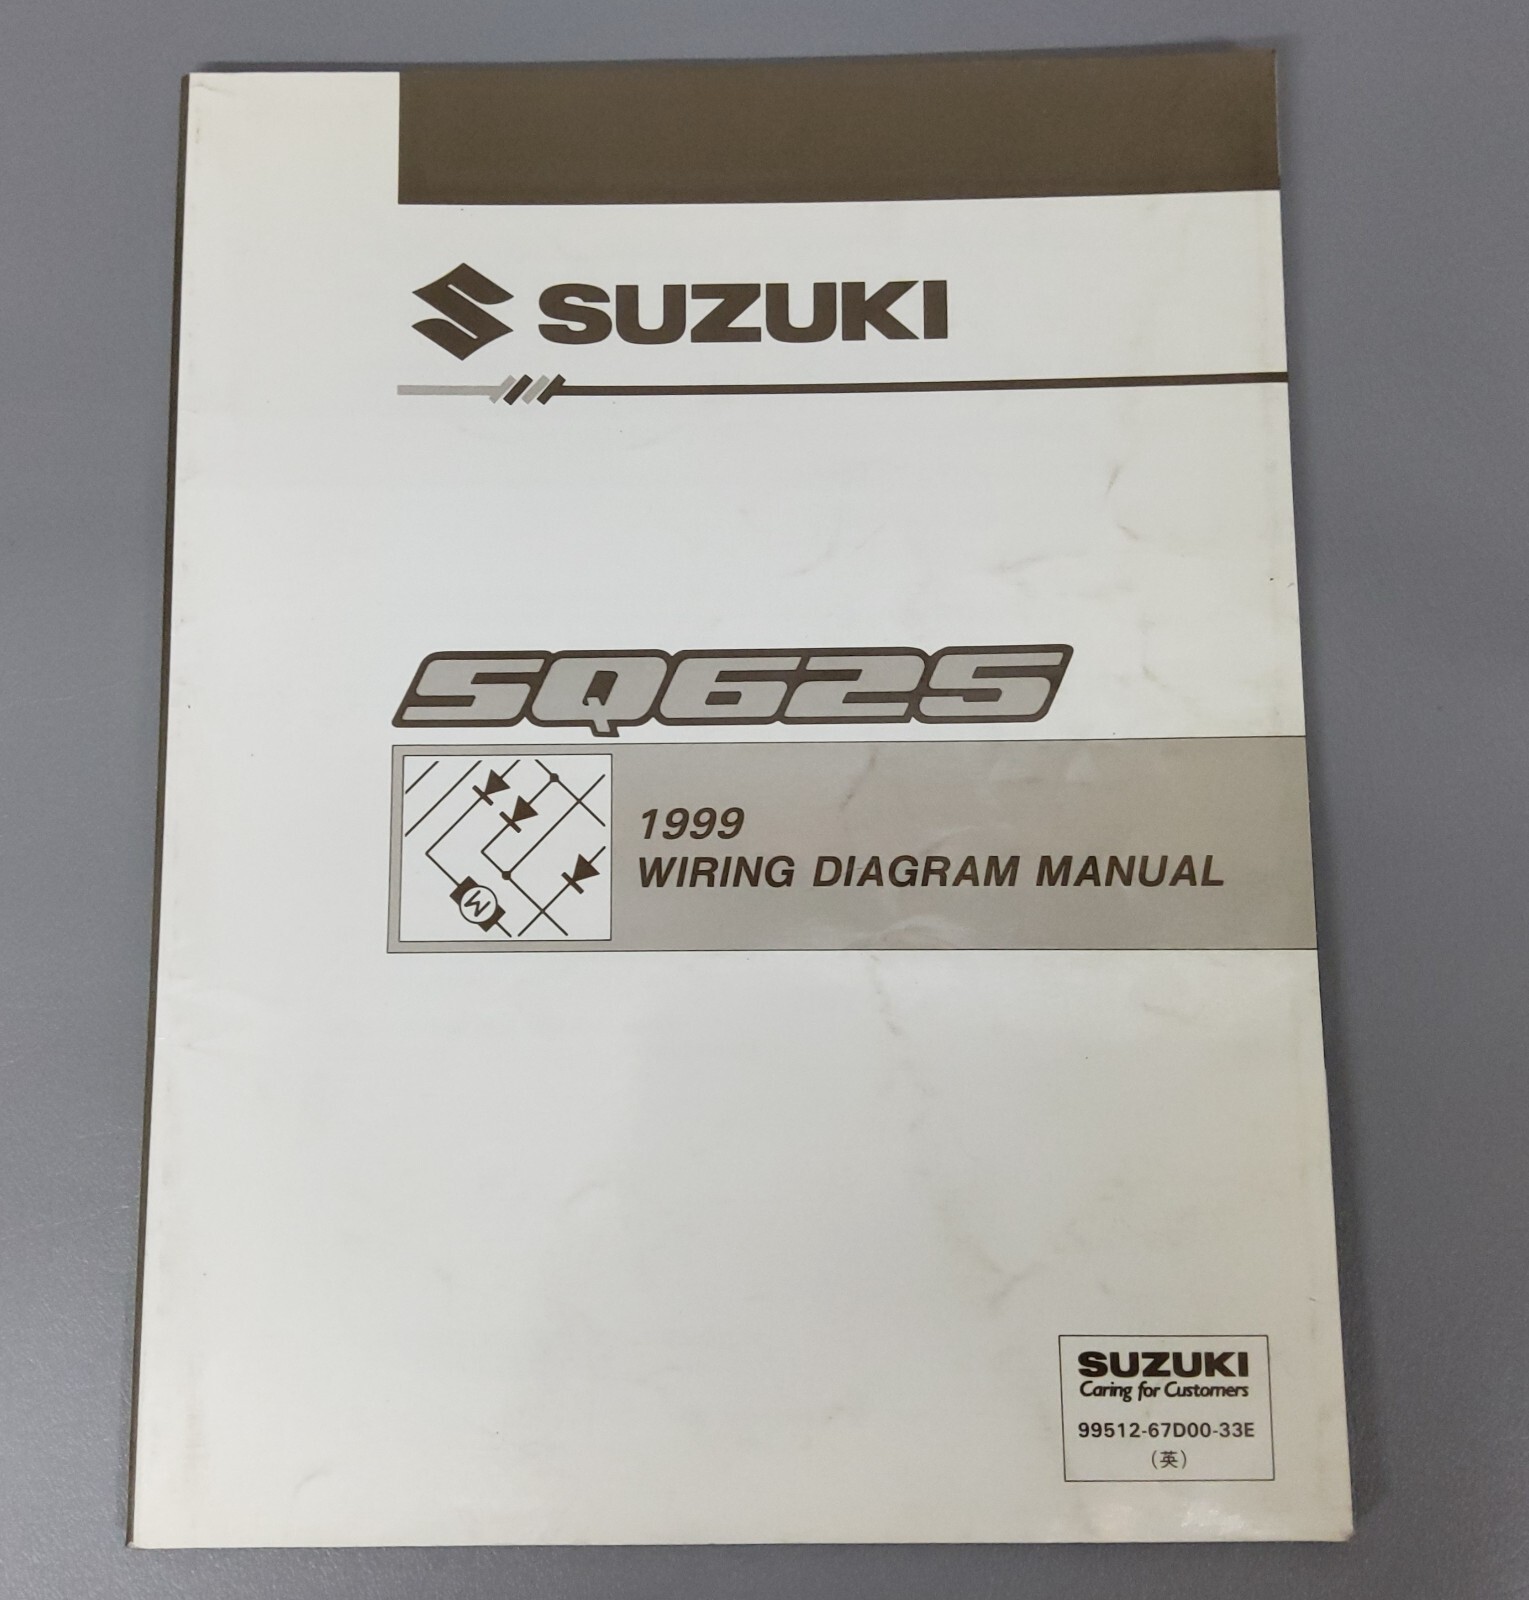 SUZUKI
SQ625
1999
WIRING DIAGRAM MANUAL
M
SUZUKI
Caring for Customers
99512-67D00-33E
(英)